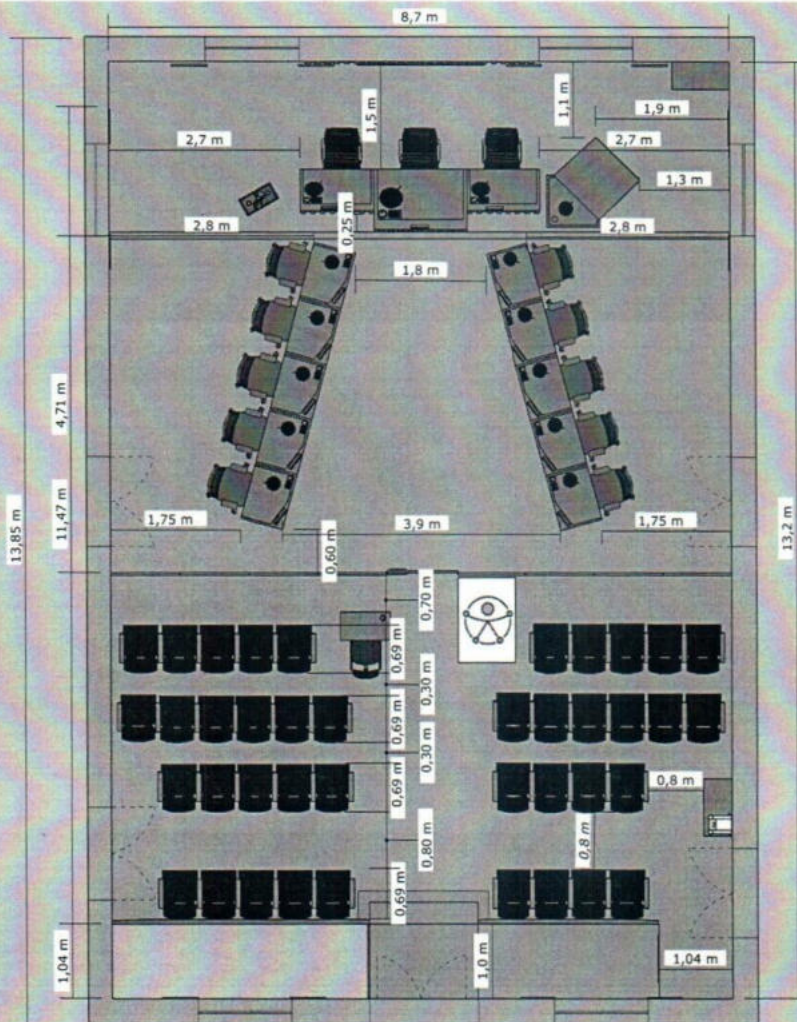 8,7 m
1,5 m
1,1 m
1,9 m
2,7 m
2,7 m
1,3 m
2,8 m
0,25 m
2,8 m
1,8 m
4,71 m
13,85 m
11,47 m
13,2 m
1,75 m
3,9 m
1,75 m
0,60 m
0,70 m
0,69 m
0,30 m
0,69 m
0,30 m
0,69 m
0,8 m
0,80 m
0,8 m
0,69 m
1,04 m
1,0 m
1,04 m